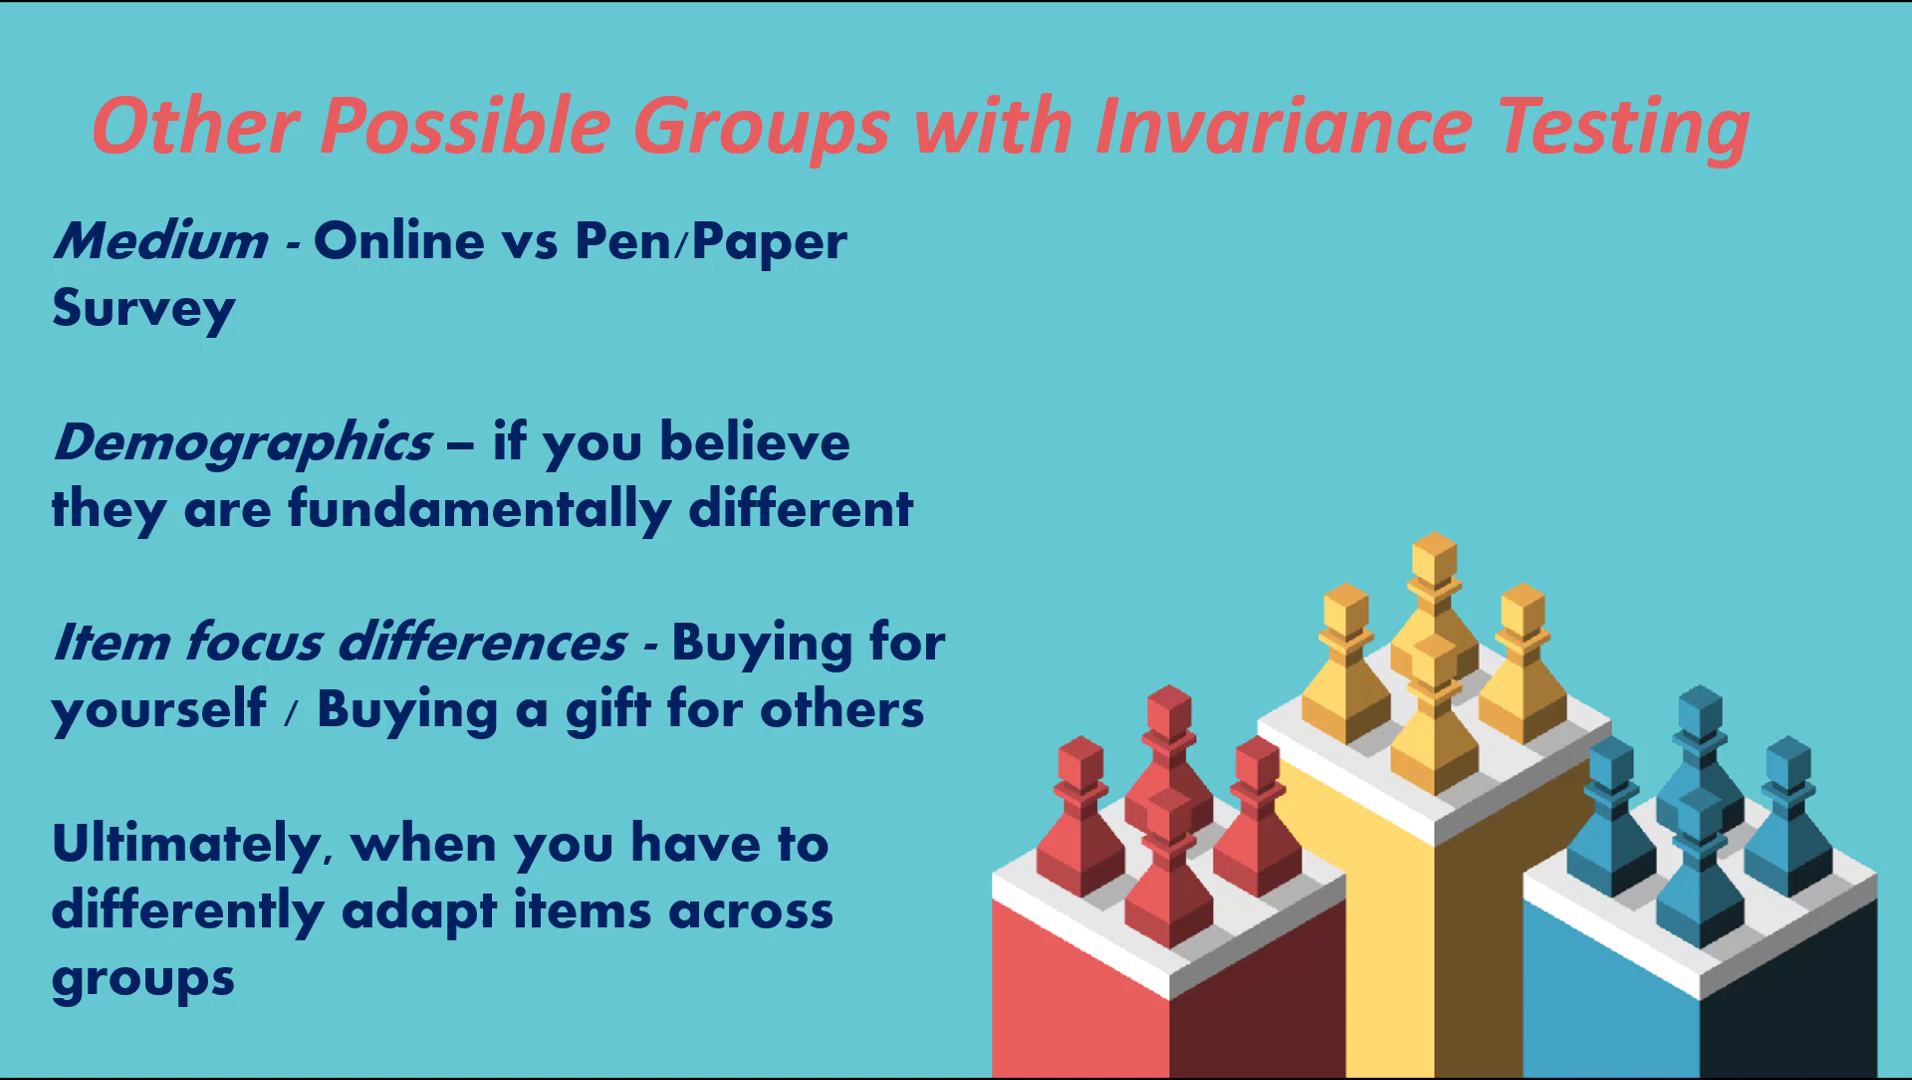 Other Possible Groups with Invariance Testing
Medium - Online vs Pen/Paper
Survey
Demographics – if you believe
they are fundamentally different
Item focus differences - Buying for
yourself / Buying a gift for others
Ultimately, when you have to
differently adapt items across
groups